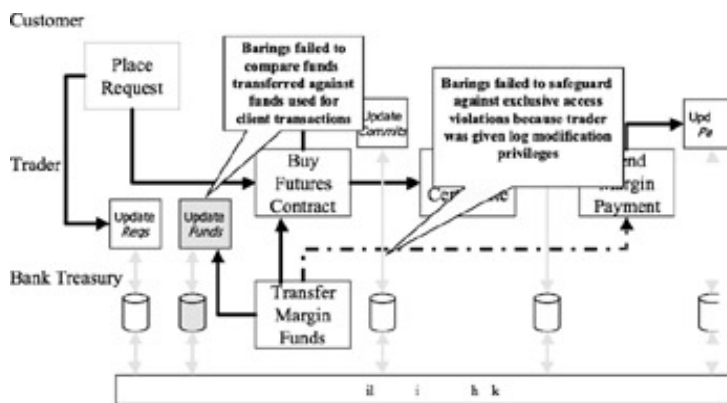 Customer
Place
Request
Barings failed to
compare funds
transferred against
funds used for
client transactions
Barings failed to safeguard
against exclusive access
violations because trader
was given log modification
privileges
Update
Commits
Upd
Pa
Trader
Buy
Futures
Contract
Margin
Payment
Update
Reqs
Update
Funds
Bank Treasury
Transfer
Margin
Funds